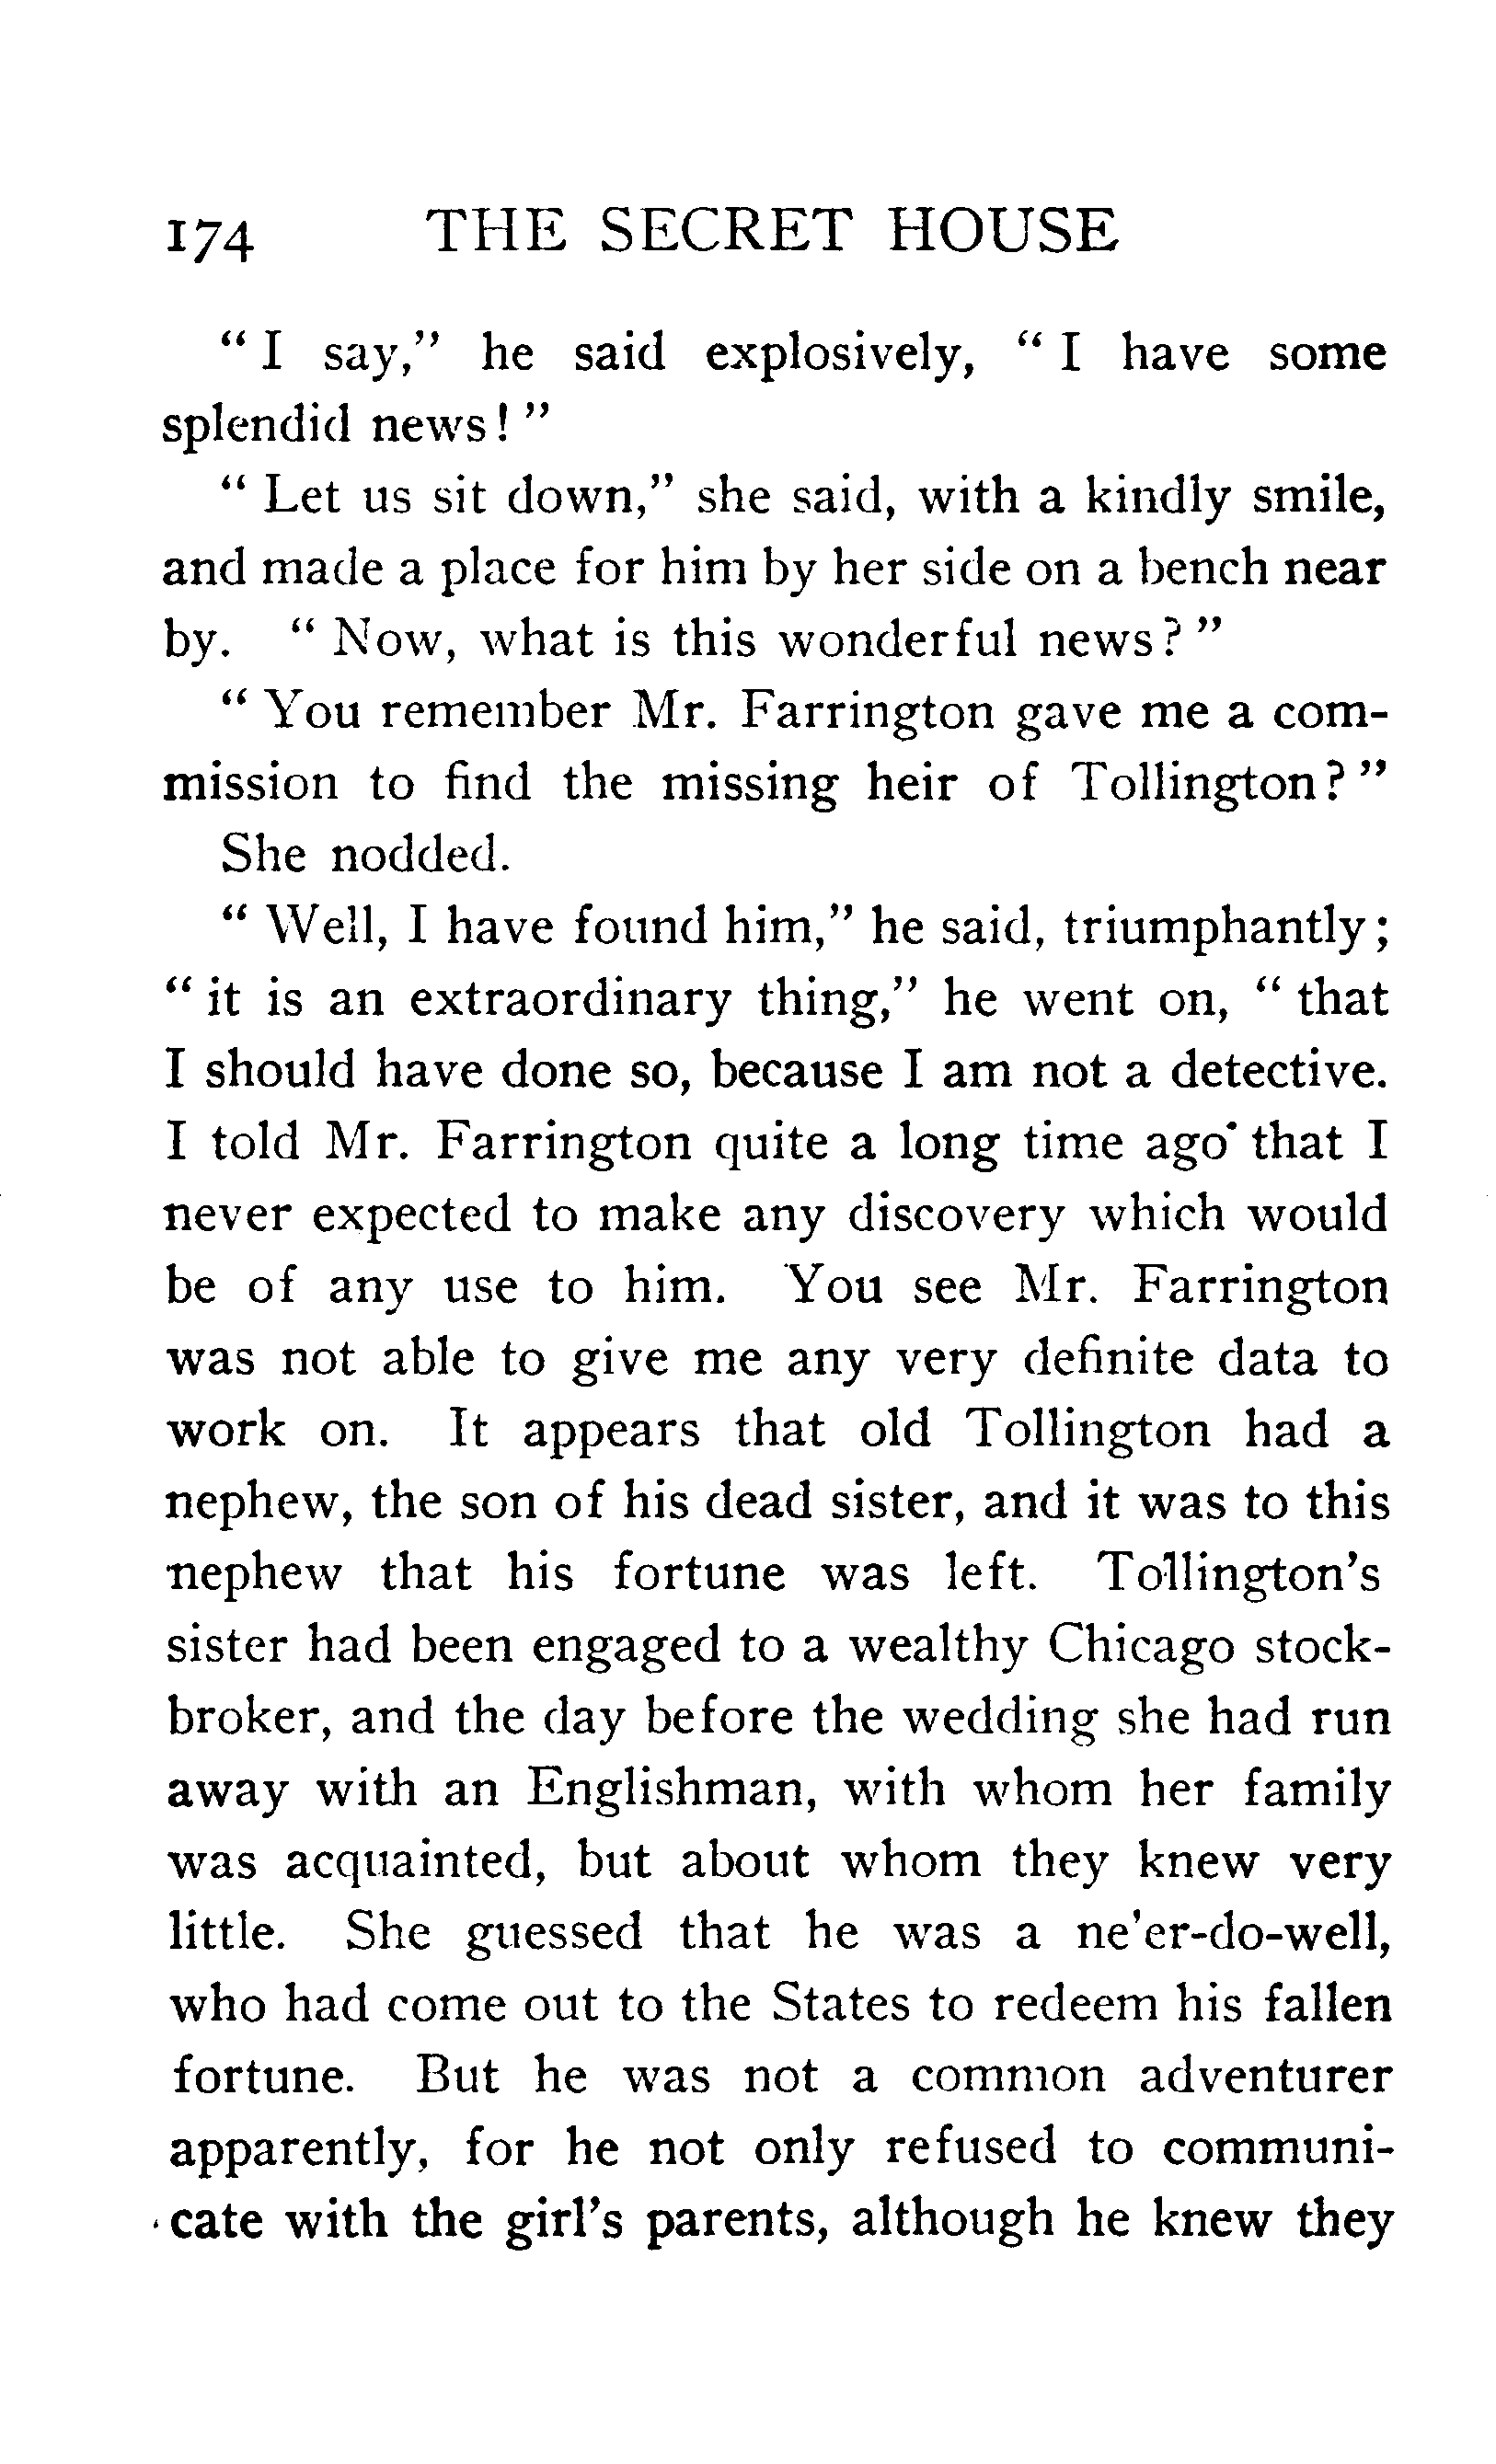 174 THE SECRET HOUSE
" I say," he said explosively, " I have some
splendid news! "
" Let us sit down," she said, with a kindly smile,
and made a place for him by her side on a bench near
by. " Now, what is this wonderful news? "
" You remember Mr. Farrington gave me a com-
mission to find the missing heir of Tollington? "
She nodded.
" Well, I have found him," he said, triumphantly;
" it is an extraordinary thing," he went on, " that
I should have done so, because I am not a detective.
I told Mr. Farrington quite a long time ago that I
never expected to make any discovery which would
be of any use to him. You see Mr. Farrington
was not able to give me any very definite data to
work on. It appears that old Tollington had a
nephew, the son of his dead sister, and it was to this
nephew that his fortune was left. Tollington's
sister had been engaged to a wealthy Chicago stock-
broker, and the day before the wedding she had run
away with an Englishman, with whom her family
was acquainted, but about whom they knew very
little. She guessed that he was a ne'er-do-well,
who had come out to the States to redeem his fallen
fortune. But he was not a common adventurer
apparently, for he not only refused to communi-
cate with the girl's parents, although he knew they